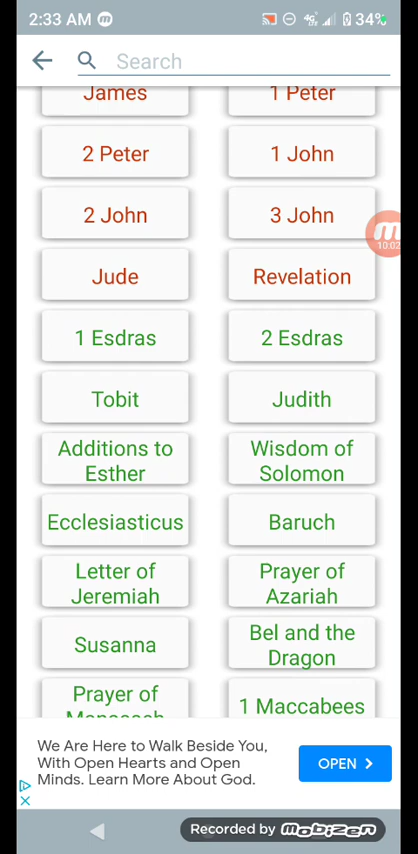 2:33 AM
4G
34%
Search
James
1 Peter
2 Peter
1 John
2 John
3 John
10:02
Jude
Revelation
1 Esdras
2 Esdras
Tobit
Judith
Additions to
Esther
Wisdom of
Solomon
Ecclesiasticus
Baruch
Letter of
Jeremiah
Prayer of
Azariah
Susanna
Bel and the
Dragon
Prayer of
1 Maccabees
We Are Here to Walk Beside You,
With Open Hearts and Open
Minds. Learn More About God.
OPEN
Recorded by mobizen